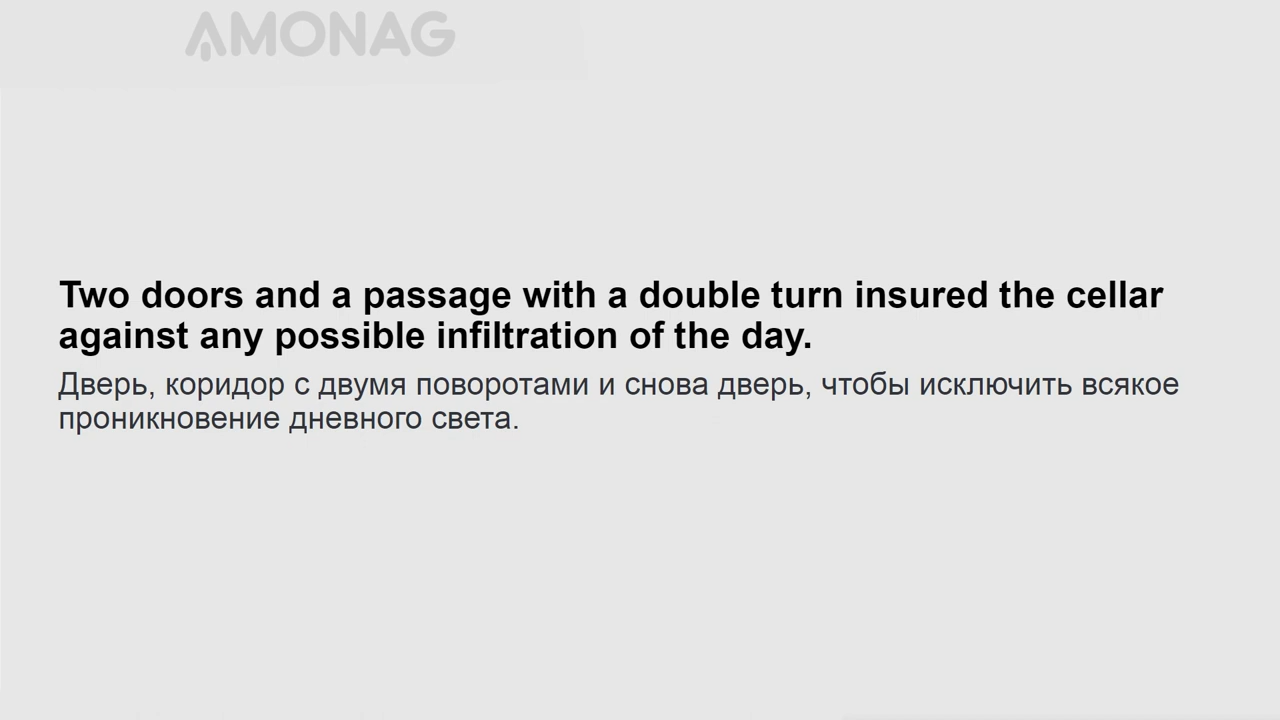 AMONAG
Two doors and a passage with a double turn insured the cellar
against any possible infiltration of the day.
Дверь, коридор с двумя поворотами и снова дверь, чтобы исключить всякое
проникновение дневного света.